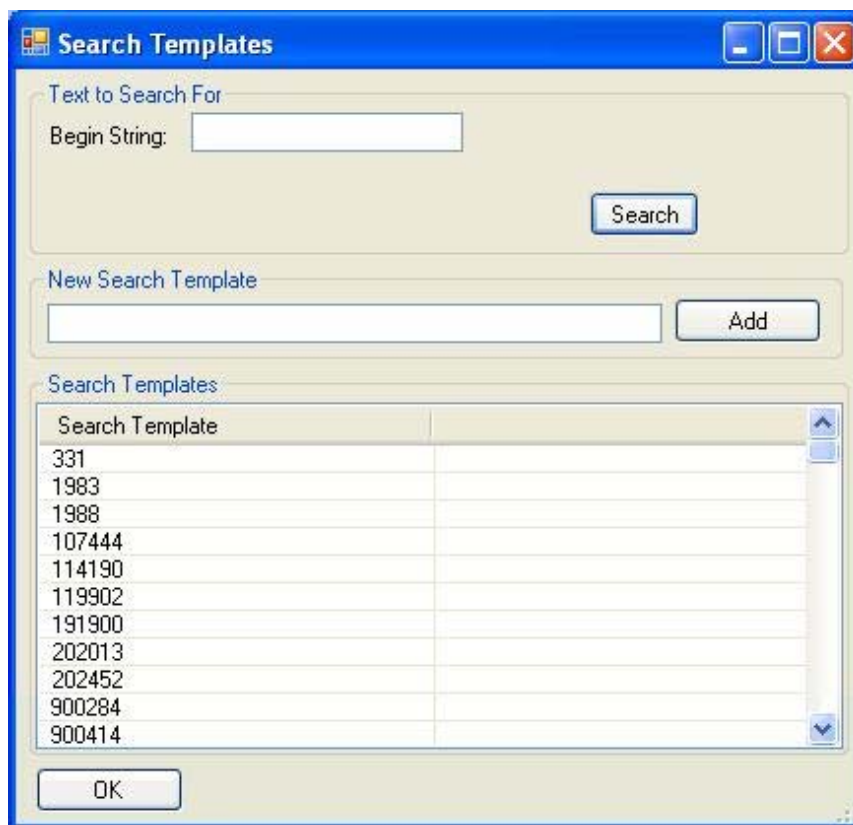 Search Templates
Text to Search For
Begin String:
Search
New Search Template
Add
Search Templates
Search Template
331
1983
1988
107444
114190
119902
191900
202013
202452
900284
900414
OK